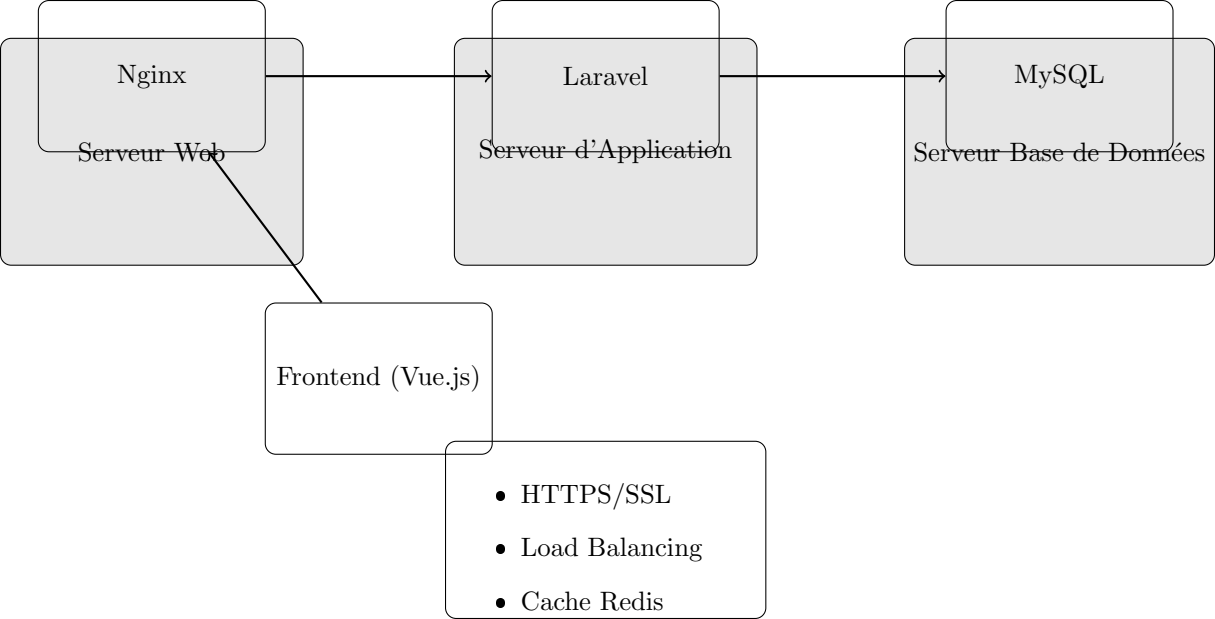 Nginx
Laravel
MySQL
Serveur Web
Serveur d'Application
Serveur Base de Données
Frontend (Vue.js)
• HTTPS/SSL
• Load Balancing
• Cache Redis